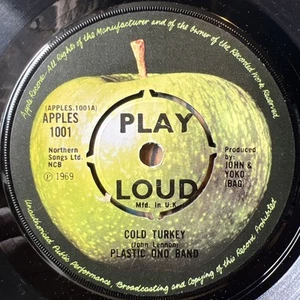 Apple Records · All Rights of the Manufacturer and of the Owner of the Recorded Work Reserved
(APPLES.1001A)
APPLES
1001
PLAY
Northern
Songs Ltd.
NCB
Produced
by:
JOHN &
YOKO
(BAG)
℗ 1969
LOUD
Mfd. In U.K.
COLD TURKEY
(John Lennon)
PLASTIC ONO BAND
Unauthorised Public Performance, Broadcasting and Copying of this Record Prohibited